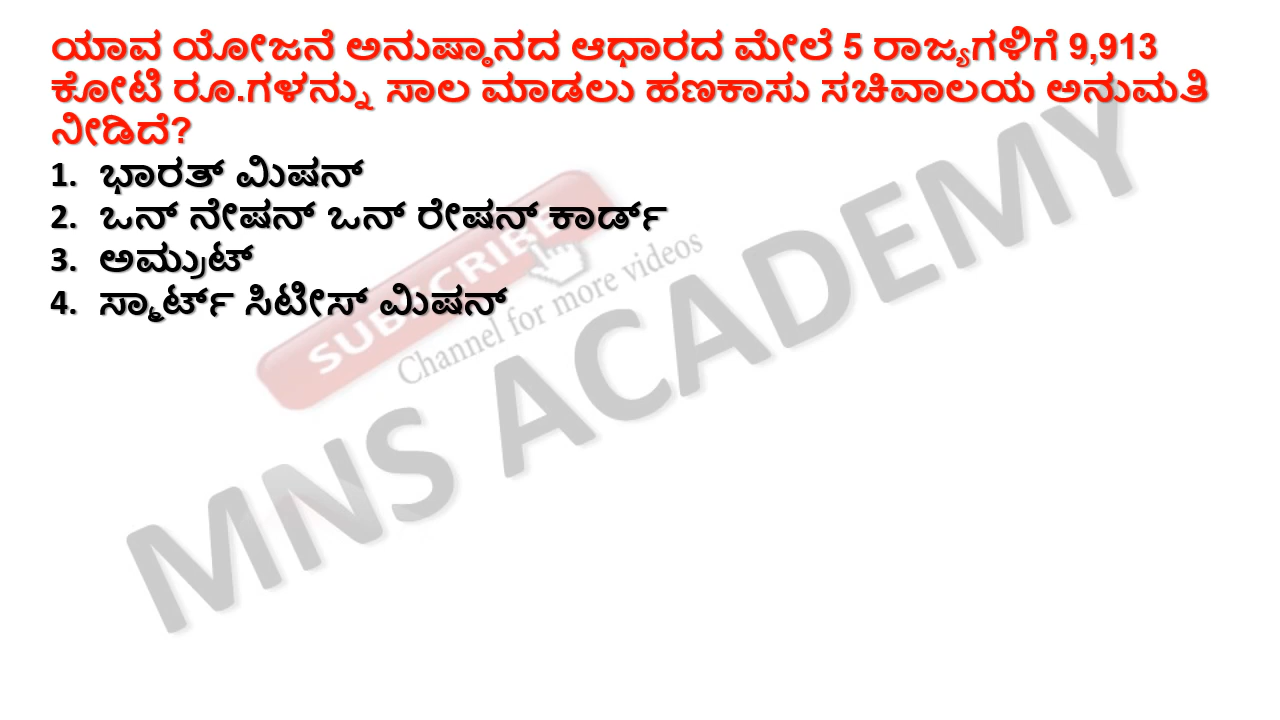 ಯಾವ ಯೋಜನೆ ಅನುಷ್ಠಾನದ ಆಧಾರದ ಮೇಲೆ 5 ರಾಜ್ಯಗಳಿಗೆ 9,913
ಕೋಟಿ ರೂ.ಗಳನ್ನು ಸಾಲ ಮಾಡಲು ಹಣಕಾಸು ಸಚಿವಾಲಯ ಅನುಮತಿ
ನೀಡಿದೆ?
1. ಭಾರತ್ ಮಿಷನ್
2. ಒನ್ ನೇಷನ್ ಒನ್ ರೇಷನ್ ಕಾರ್ಡ್
3. ಅಮ್ರುಟ್
4. ಸ್ಮಾರ್ಟ್ ಸಿಟೀಸ್ ಮಿಷನ್
SUBSCRIBE
Channel for more videos
MNS ACADEMY